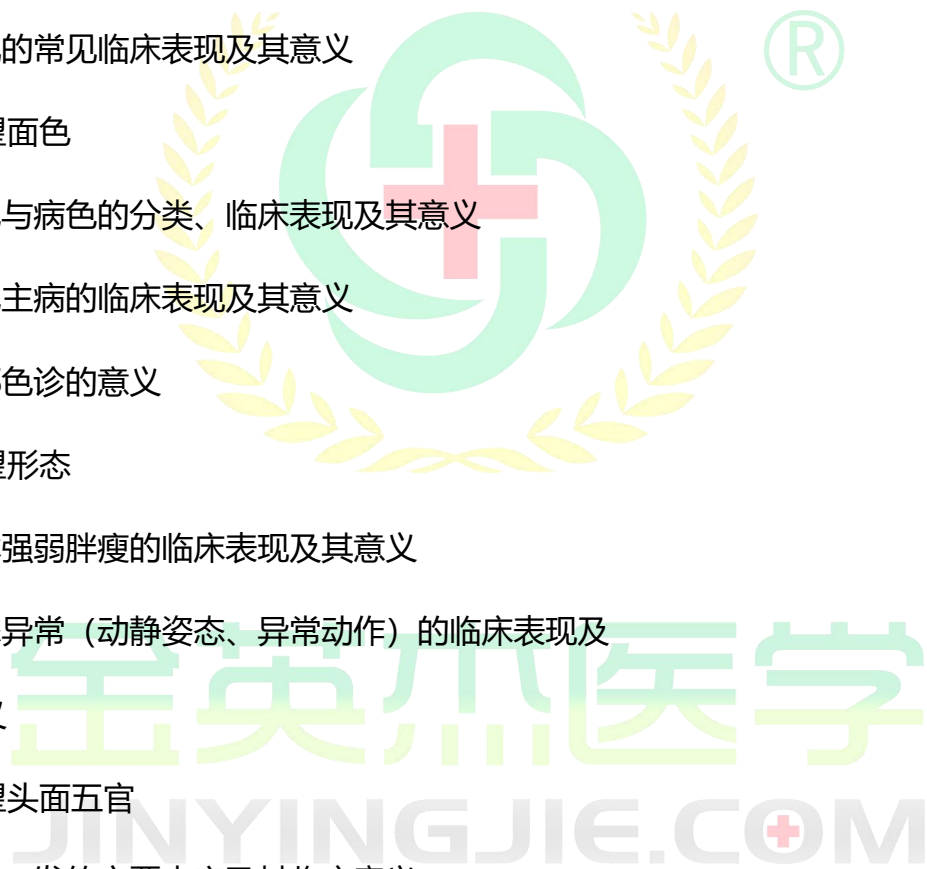 的常见临床表现及其意义
®
望面色
与病色的分类、临床表现及其意义
主病的临床表现及其意义
色诊的意义
望形态
强弱胖瘦的临床表现及其意义
异常（动静姿态、异常动作）的临床表现及
义
金英杰医学
望头面五官
JINYINGJIE.COM